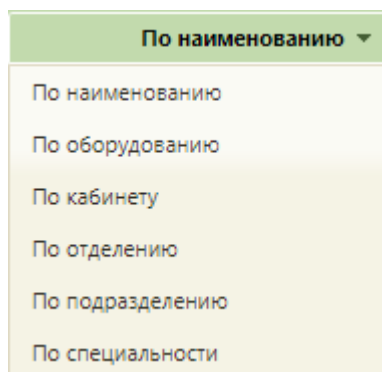 По наименованию
По наименованию
По оборудованию
По кабинету
По отделению
По подразделению
По специальности